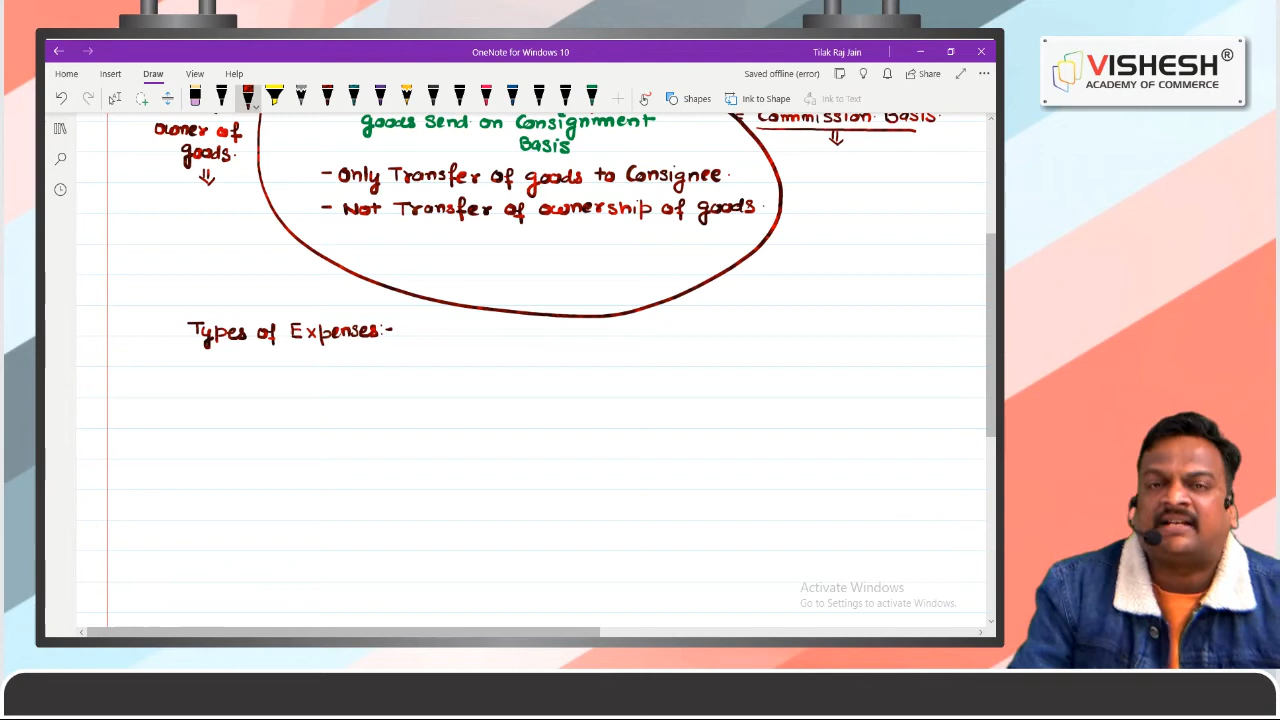 VISHESH®
ACADEMY OF COMMERCE
OneNote for Windows 10
Tilak Raj Jain
Home Insert Draw View Help
Saved offline (error)
Share
Shapes
Ink to Shape
Ink to Text
owner of
goods.
goods send on Consignment
Basis
= Commission Basis.
- Only Transfer of goods to Consignee.
- Not Transfer of ownership of goods.
Types of Expenses:-
Activate Windows
Go to Settings to activate Windows.